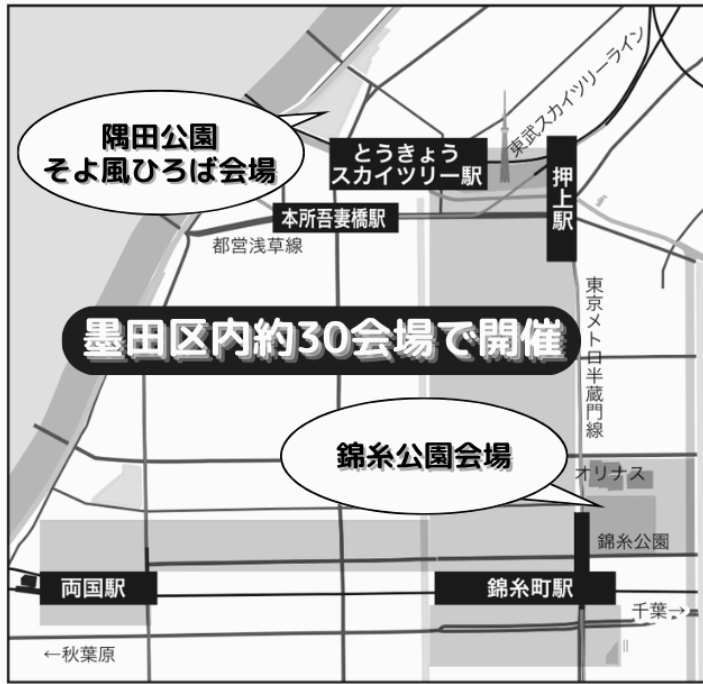 隅田公園
そよ風ひろば会場
東武スカイツリーライン
とうきょう
スカイツリー駅
押上駅
本所吾妻橋駅
都営浅草線
東京メトロ半蔵門線
墨田区内約30会場で開催
錦糸公園会場
オリナス
錦糸公園
両国駅
錦糸町駅
千葉→
←秋葉原